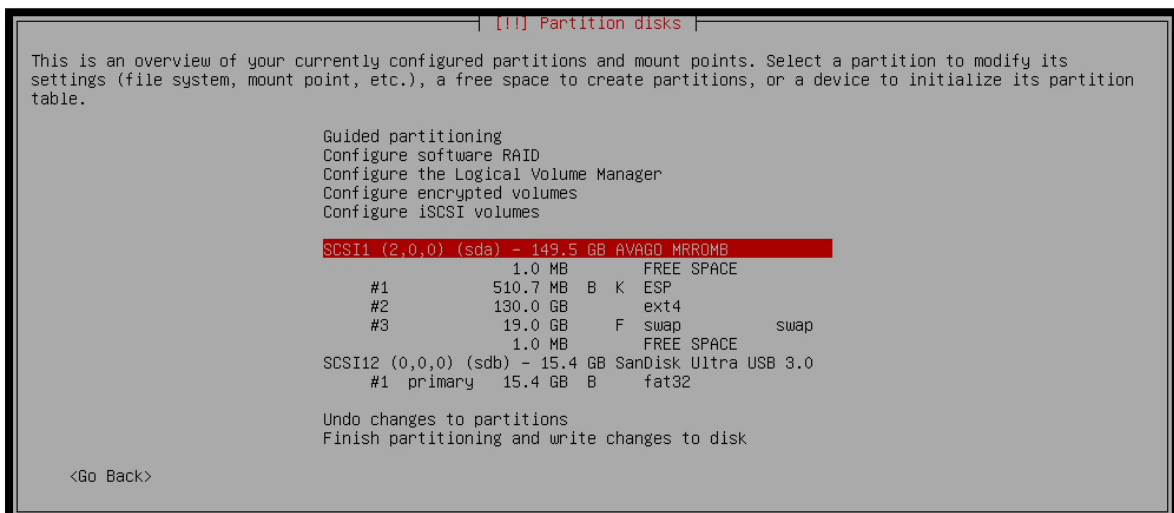 [!!] Partition disks
This is an overview of your currently configured partitions and mount points. Select a partition to modify its
settings (file system, mount point, etc.), a free space to create partitions, or a device to initialize its partition
table.
Guided partitioning
Configure software RAID
Configure the Logical Volume Manager
Configure encrypted volumes
Configure iSCSI volumes
SCSI1 (2,0,0) (sda) - 149.5 GB AVAGO MRROMB
1.0 MB FREE SPACE
#1 510.7 MB B K ESP
#2 130.0 GB ext4
#3 19.0 GB F swap swap
1.0 MB FREE SPACE
SCSI12 (0,0,0) (sdb) - 15.4 GB SanDisk Ultra USB 3.0
#1 primary 15.4 GB B fat32
Undo changes to partitions
Finish partitioning and write changes to disk
<Go Back>